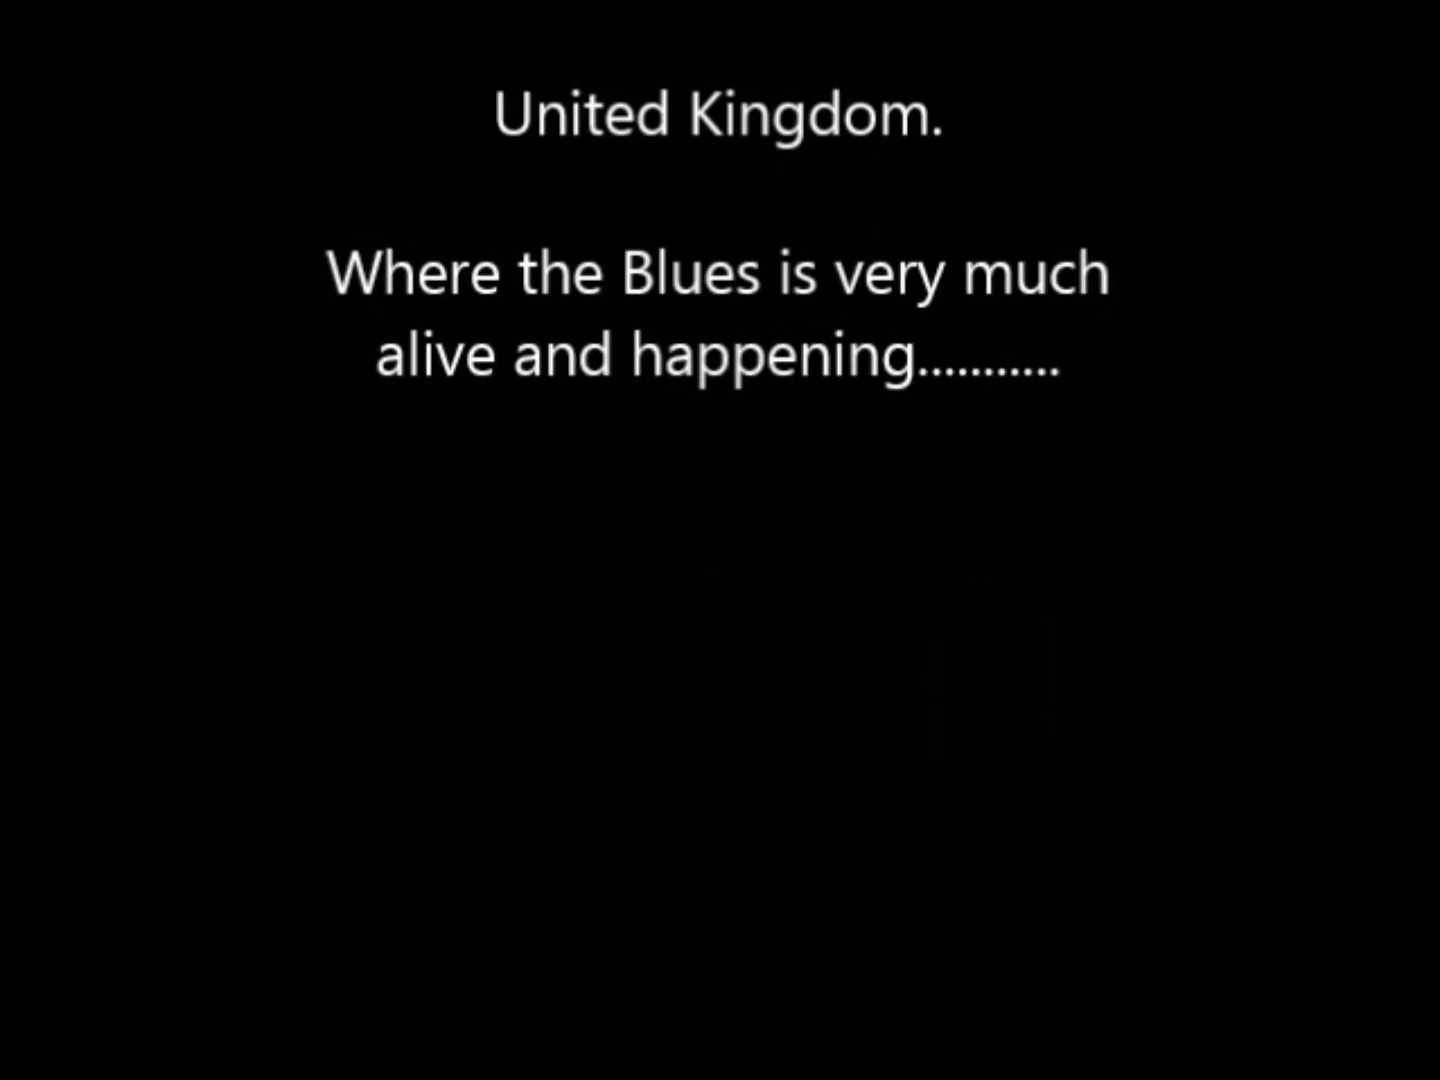 United Kingdom.
Where the Blues is very much
alive and happening...........